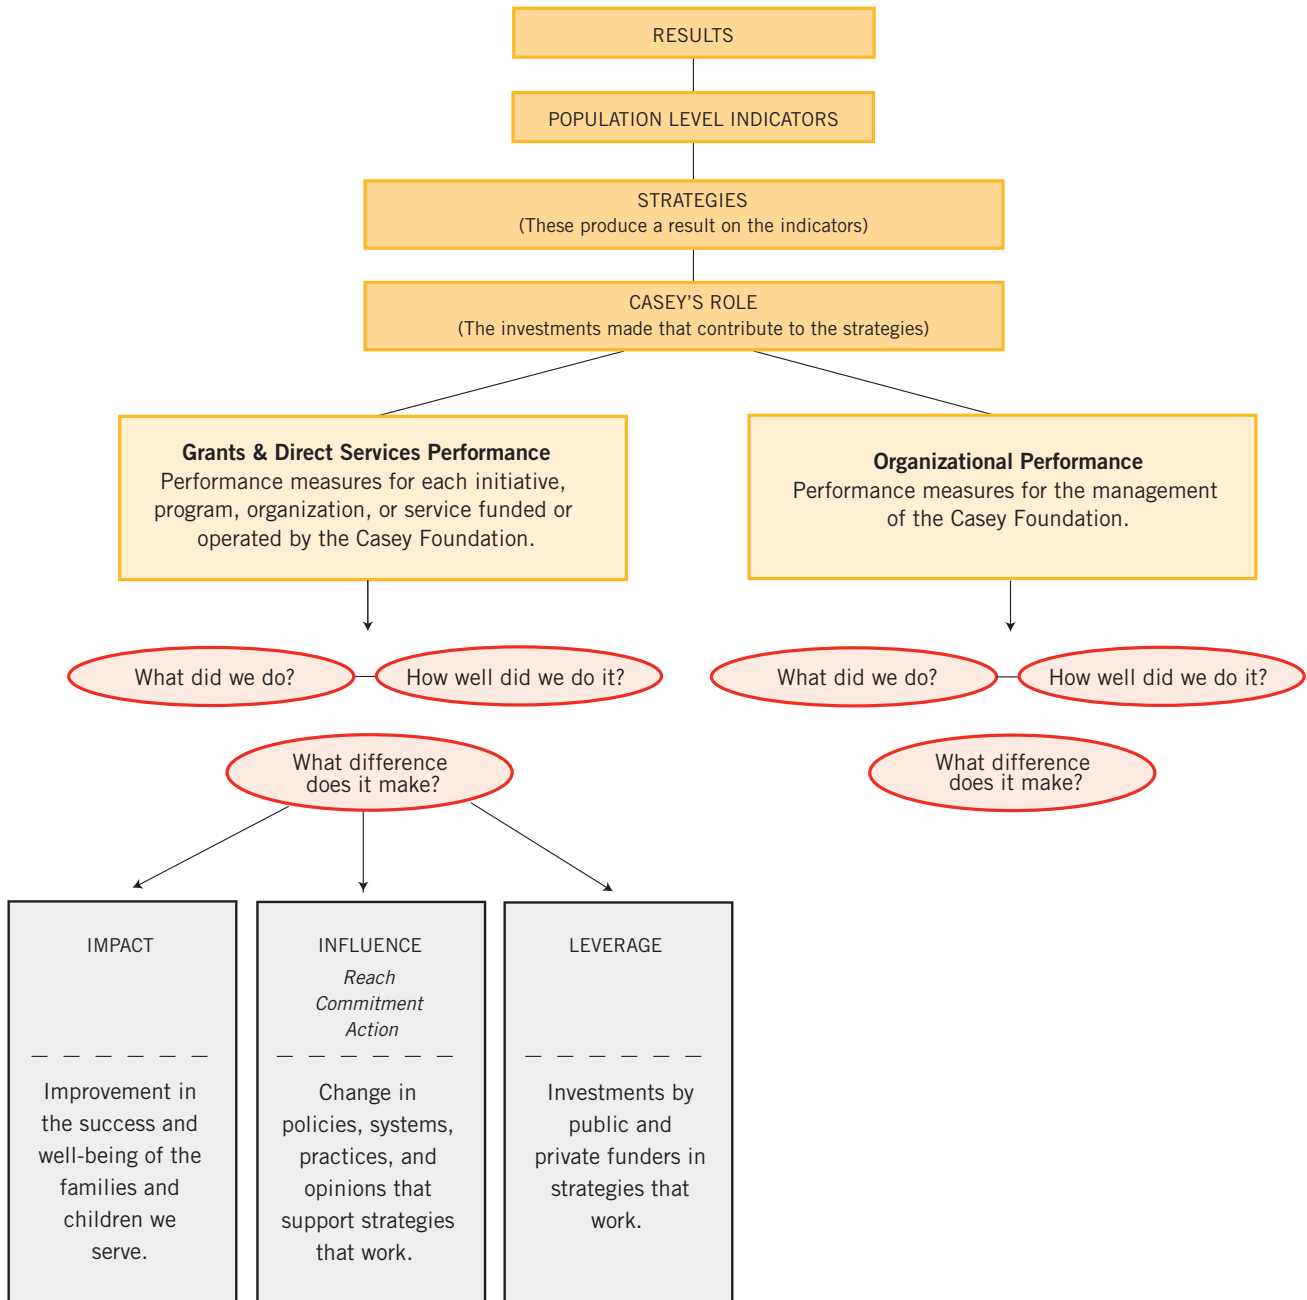 RESULTS
POPULATION LEVEL INDICATORS
STRATEGIES
(These produce a result on the indicators)
CASEY’S ROLE
(The investments made that contribute to the strategies)
Grants & Direct Services Performance
Performance measures for each initiative,
program, organization, or service funded or
operated by the Casey Foundation.
Organizational Performance
Performance measures for the management
of the Casey Foundation.
What did we do?
How well did we do it?
What difference
does it make?
What did we do?
How well did we do it?
What difference
does it make?
IMPACT
Improvement in
the success and
well-being of the
families and
children we
serve.
INFLUENCE
Reach
Commitment
Action
Change in
policies, systems,
practices, and
opinions that
support strategies
that work.
LEVERAGE
Investments by
public and
private funders in
strategies that
work.